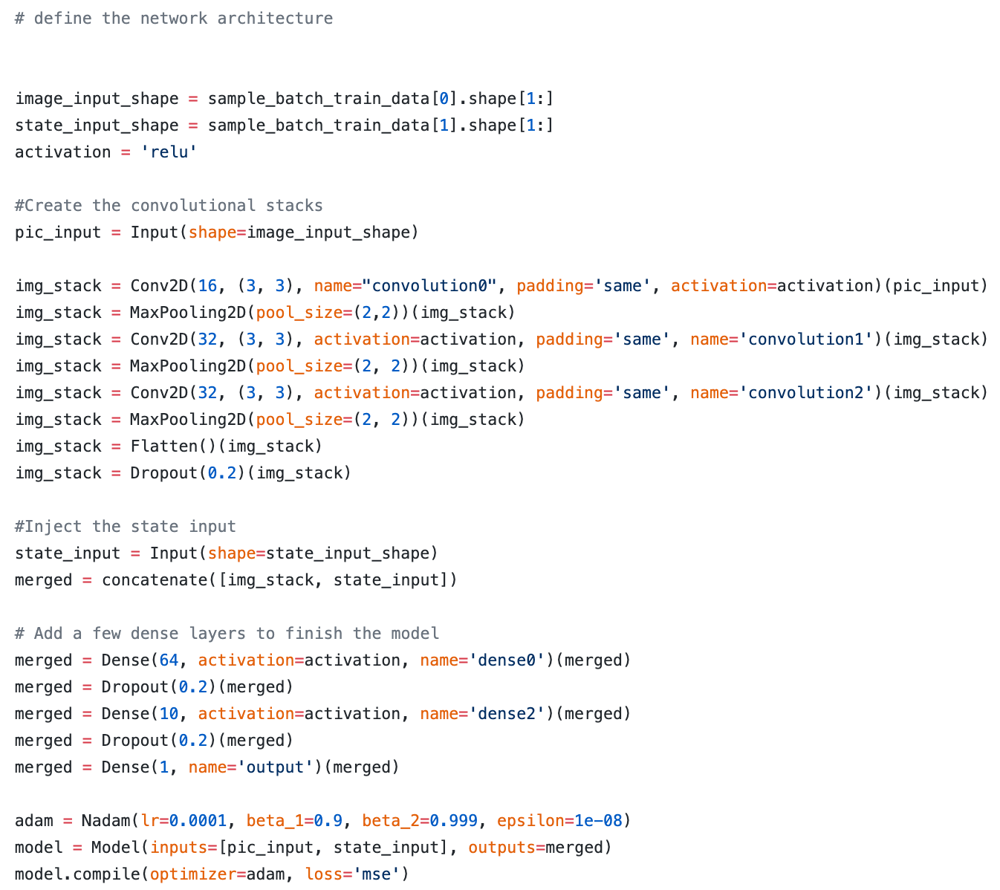 # define the network architecture
image_input_shape = sample_batch_train_data[0].shape[1:]
state_input_shape = sample_batch_train_data[1].shape[1:]
activation = 'relu'
#Create the convolutional stacks
pic_input = Input(shape=image_input_shape)
img_stack = Conv2D(16, (3, 3), name="convolution0", padding='same', activation=activation)(pic_input)
img_stack = MaxPooling2D(pool_size=(2,2))(img_stack)
img_stack = Conv2D(32, (3, 3), activation=activation, padding='same', name='convolution1')(img_stack)
img_stack = MaxPooling2D(pool_size=(2, 2))(img_stack)
img_stack = Conv2D(32, (3, 3), activation=activation, padding='same', name='convolution2')(img_stack)
img_stack = MaxPooling2D(pool_size=(2, 2))(img_stack)
img_stack = Flatten()(img_stack)
img_stack = Dropout(0.2)(img_stack)
#Inject the state input
state_input = Input(shape=state_input_shape)
merged = concatenate([img_stack, state_input])
# Add a few dense layers to finish the model
merged = Dense(64, activation=activation, name='dense0')(merged)
merged = Dropout(0.2)(merged)
merged = Dense(10, activation=activation, name='dense2')(merged)
merged = Dropout(0.2)(merged)
merged = Dense(1, name='output')(merged)
adam = Nadam(lr=0.0001, beta_1=0.9, beta_2=0.999, epsilon=1e-08)
model = Model(inputs=[pic_input, state_input], outputs=merged)
model.compile(optimizer=adam, loss='mse')